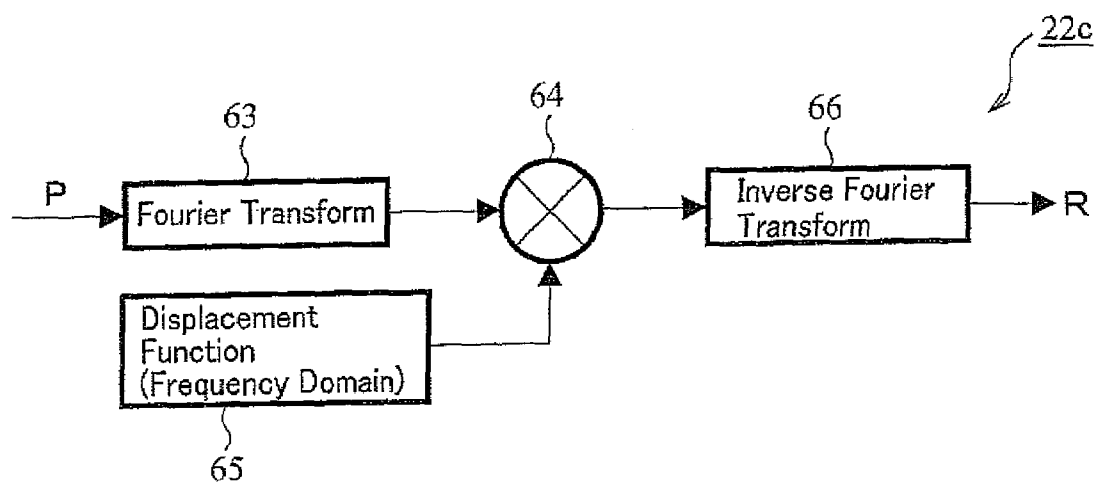 22c
63
64
66
P
Fourier Transform
Inverse Fourier
Transform
R
Displacement
Function
(Frequency Domain)
65